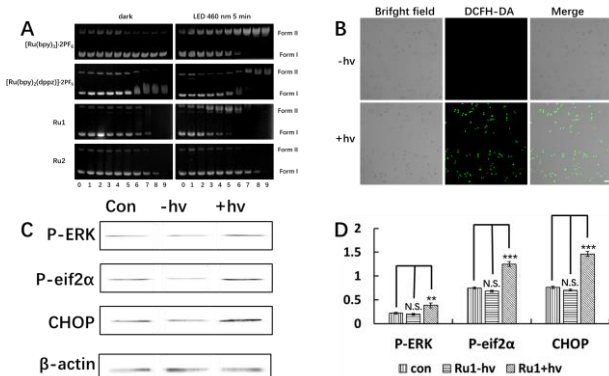 A
dark
LED 460 nm 5 min
[Ru(bpy)3]·2PF6
Form II
Form I
[Ru(bpy)2(dppz)]·2PF6
Form II
Form I
Ru1
Form II
Form I
Ru2
Form II
Form I
0 1 2 3 4 5 6 7 8 9 0 1 2 3 4 5 6 7 8 9
B
Brifght field DCFH-DA Merge
-hv
+hv
C
Con -hv +hv
P-ERK
P-eif2α
CHOP
β-actin
D
2
1.5
1
0.5
0
N.S. **
N.S. ***
N.S. ***
P-ERK P-eif2α CHOP
con Ru1-hv Ru1+hv